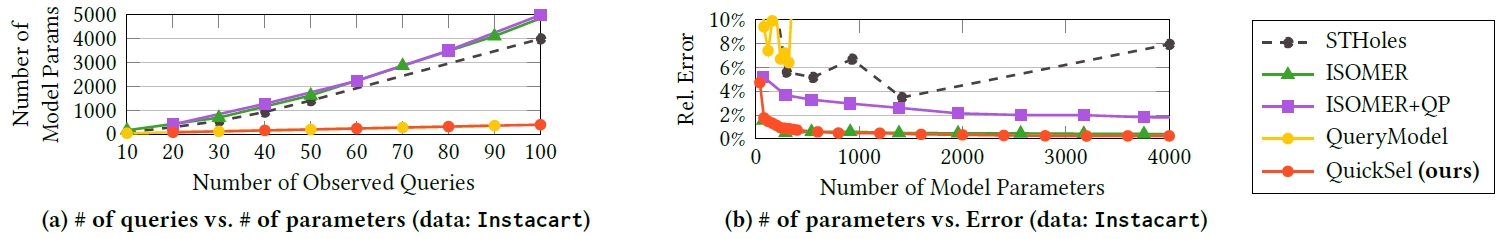 Number of
Model Params
5000
4000
3000
2000
1000
0
10 20 30 40 50 60 70 80 90 100
Number of Observed Queries
(a) # of queries vs. # of parameters (data: Instacart)
Rel. Error
10%
8%
6%
4%
2%
0%
0 1000 2000 3000 4000
Number of Model Parameters
(b) # of parameters vs. Error (data: Instacart)
STHoles
ISOMER
ISOMER+QP
QueryModel
QuickSel (ours)